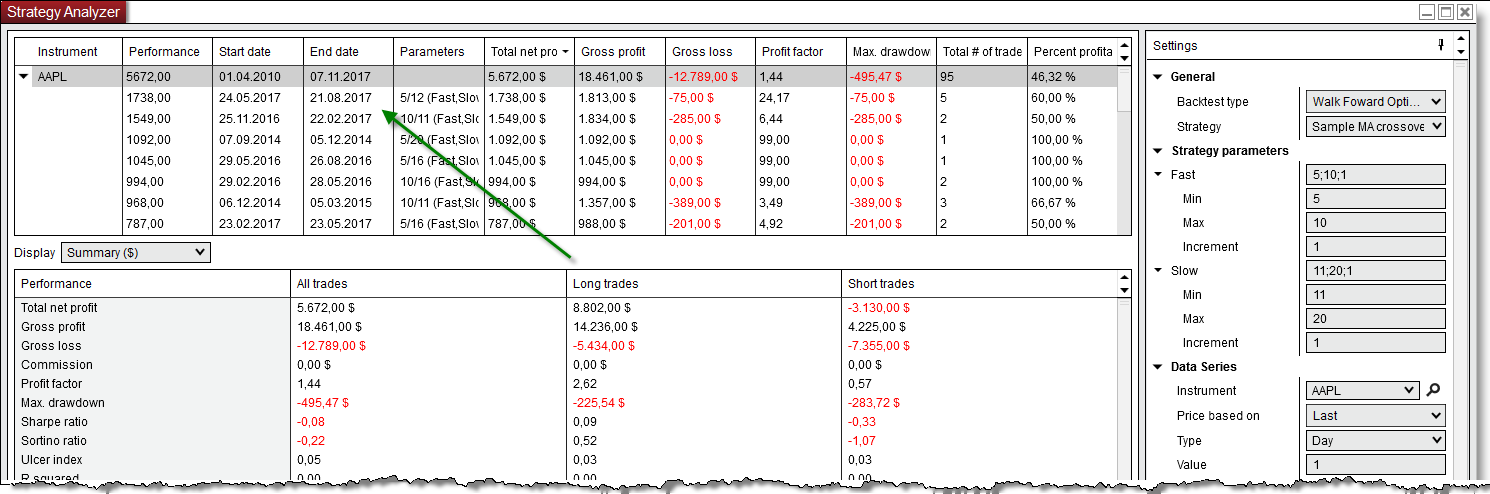 Strategy Analyzer
Instrument Performance Start date End date Parameters Total net pro Gross profit Gross loss Profit factor Max. drawdow Total # of trade Percent profita
AAPL 5672,00 01.04.2010 07.11.2017 5.672,00 $ 18.461,00 $ -12.789,00 $ 1,44 -495,47 $ 95 46,32 %
1738,00 24.05.2017 21.08.2017 5/12 (Fast,Slov 1.738,00 $ 1.813,00 $ -75,00 $ 24,17 -75,00 $ 5 60,00 %
1549,00 25.11.2016 22.02.2017 10/11 (Fast,Slo 1.549,00 $ 1.834,00 $ -285,00 $ 6,44 -285,00 $ 2 50,00 %
1092,00 07.09.2014 05.12.2014 5/20 (Fast,Slov 1.092,00 $ 1.092,00 $ 0,00 $ 99,00 0,00 $ 1 100,00 %
1045,00 29.05.2016 26.08.2016 5/16 (Fast,Slov 1.045,00 $ 1.045,00 $ 0,00 $ 99,00 0,00 $ 1 100,00 %
994,00 29.02.2016 28.05.2016 10/16 (Fast,Slo 994,00 $ 994,00 $ 0,00 $ 99,00 0,00 $ 2 100,00 %
968,00 06.12.2014 05.03.2015 10/11 (Fast,Slo 968,00 $ 1.357,00 $ -389,00 $ 3,49 -389,00 $ 3 66,67 %
787,00 23.02.2017 23.05.2017 5/16 (Fast,Slov 787,00 $ 988,00 $ -201,00 $ 4,92 -201,00 $ 2 50,00 %
Display Summary ($)
Performance All trades Long trades Short trades
Total net profit 5.672,00 $ 8.802,00 $ -3.130,00 $
Gross profit 18.461,00 $ 14.236,00 $ 4.225,00 $
Gross loss -12.789,00 $ -5.434,00 $ -7.355,00 $
Commission 0,00 $ 0,00 $ 0,00 $
Profit factor 1,44 2,62 0,57
Max. drawdown -495,47 $ -225,54 $ -283,72 $
Sharpe ratio -0,08 0,09 -0,33
Sortino ratio -0,22 0,52 -1,07
Ulcer index 0,05 0,03 0,03
R squared 0,00
Settings
General
Backtest type Walk Foward Opti...
Strategy Sample MA crossove
Strategy parameters
Fast 5;10;1
Min 5
Max 10
Increment 1
Slow 11;20;1
Min 11
Max 20
Increment 1
Data Series
Instrument AAPL
Price based on Last
Type Day
Value 1